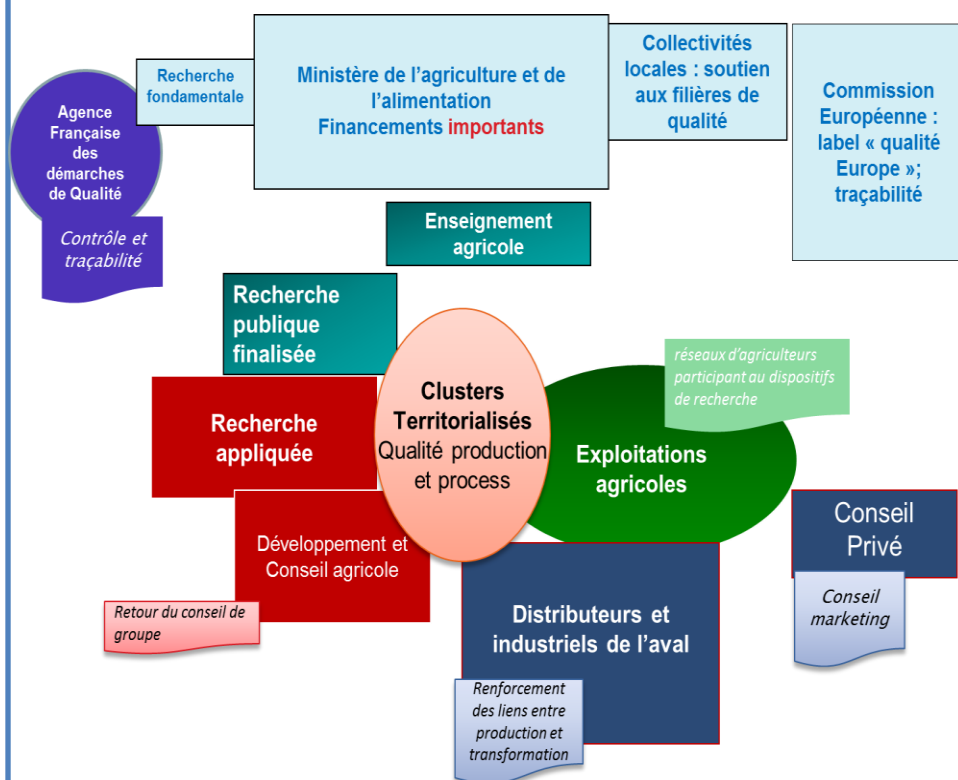 Agence
Française
des
démarches
de Qualité
Contrôle et
traçabilité
Recherche
fondamentale
Ministère de l'agriculture et de
l'alimentation
Financements importants
Collectivités
locales : soutien
aux filières de
qualité
Commission
Européenne :
label « qualité
Europe »;
traçabilité
Enseignement
agricole
Recherche
publique
finalisée
Recherche
appliquée
Clusters
Territorialisés
Qualité production
et process
réseaux d'agriculteurs
participant au dispositifs
de recherche
Exploitations
agricoles
Développement et
Conseil agricole
Retour du conseil de
groupe
Distributeurs et
industriels de l'aval
Renforcement
des liens entre
production et
transformation
Conseil
Privé
Conseil
marketing